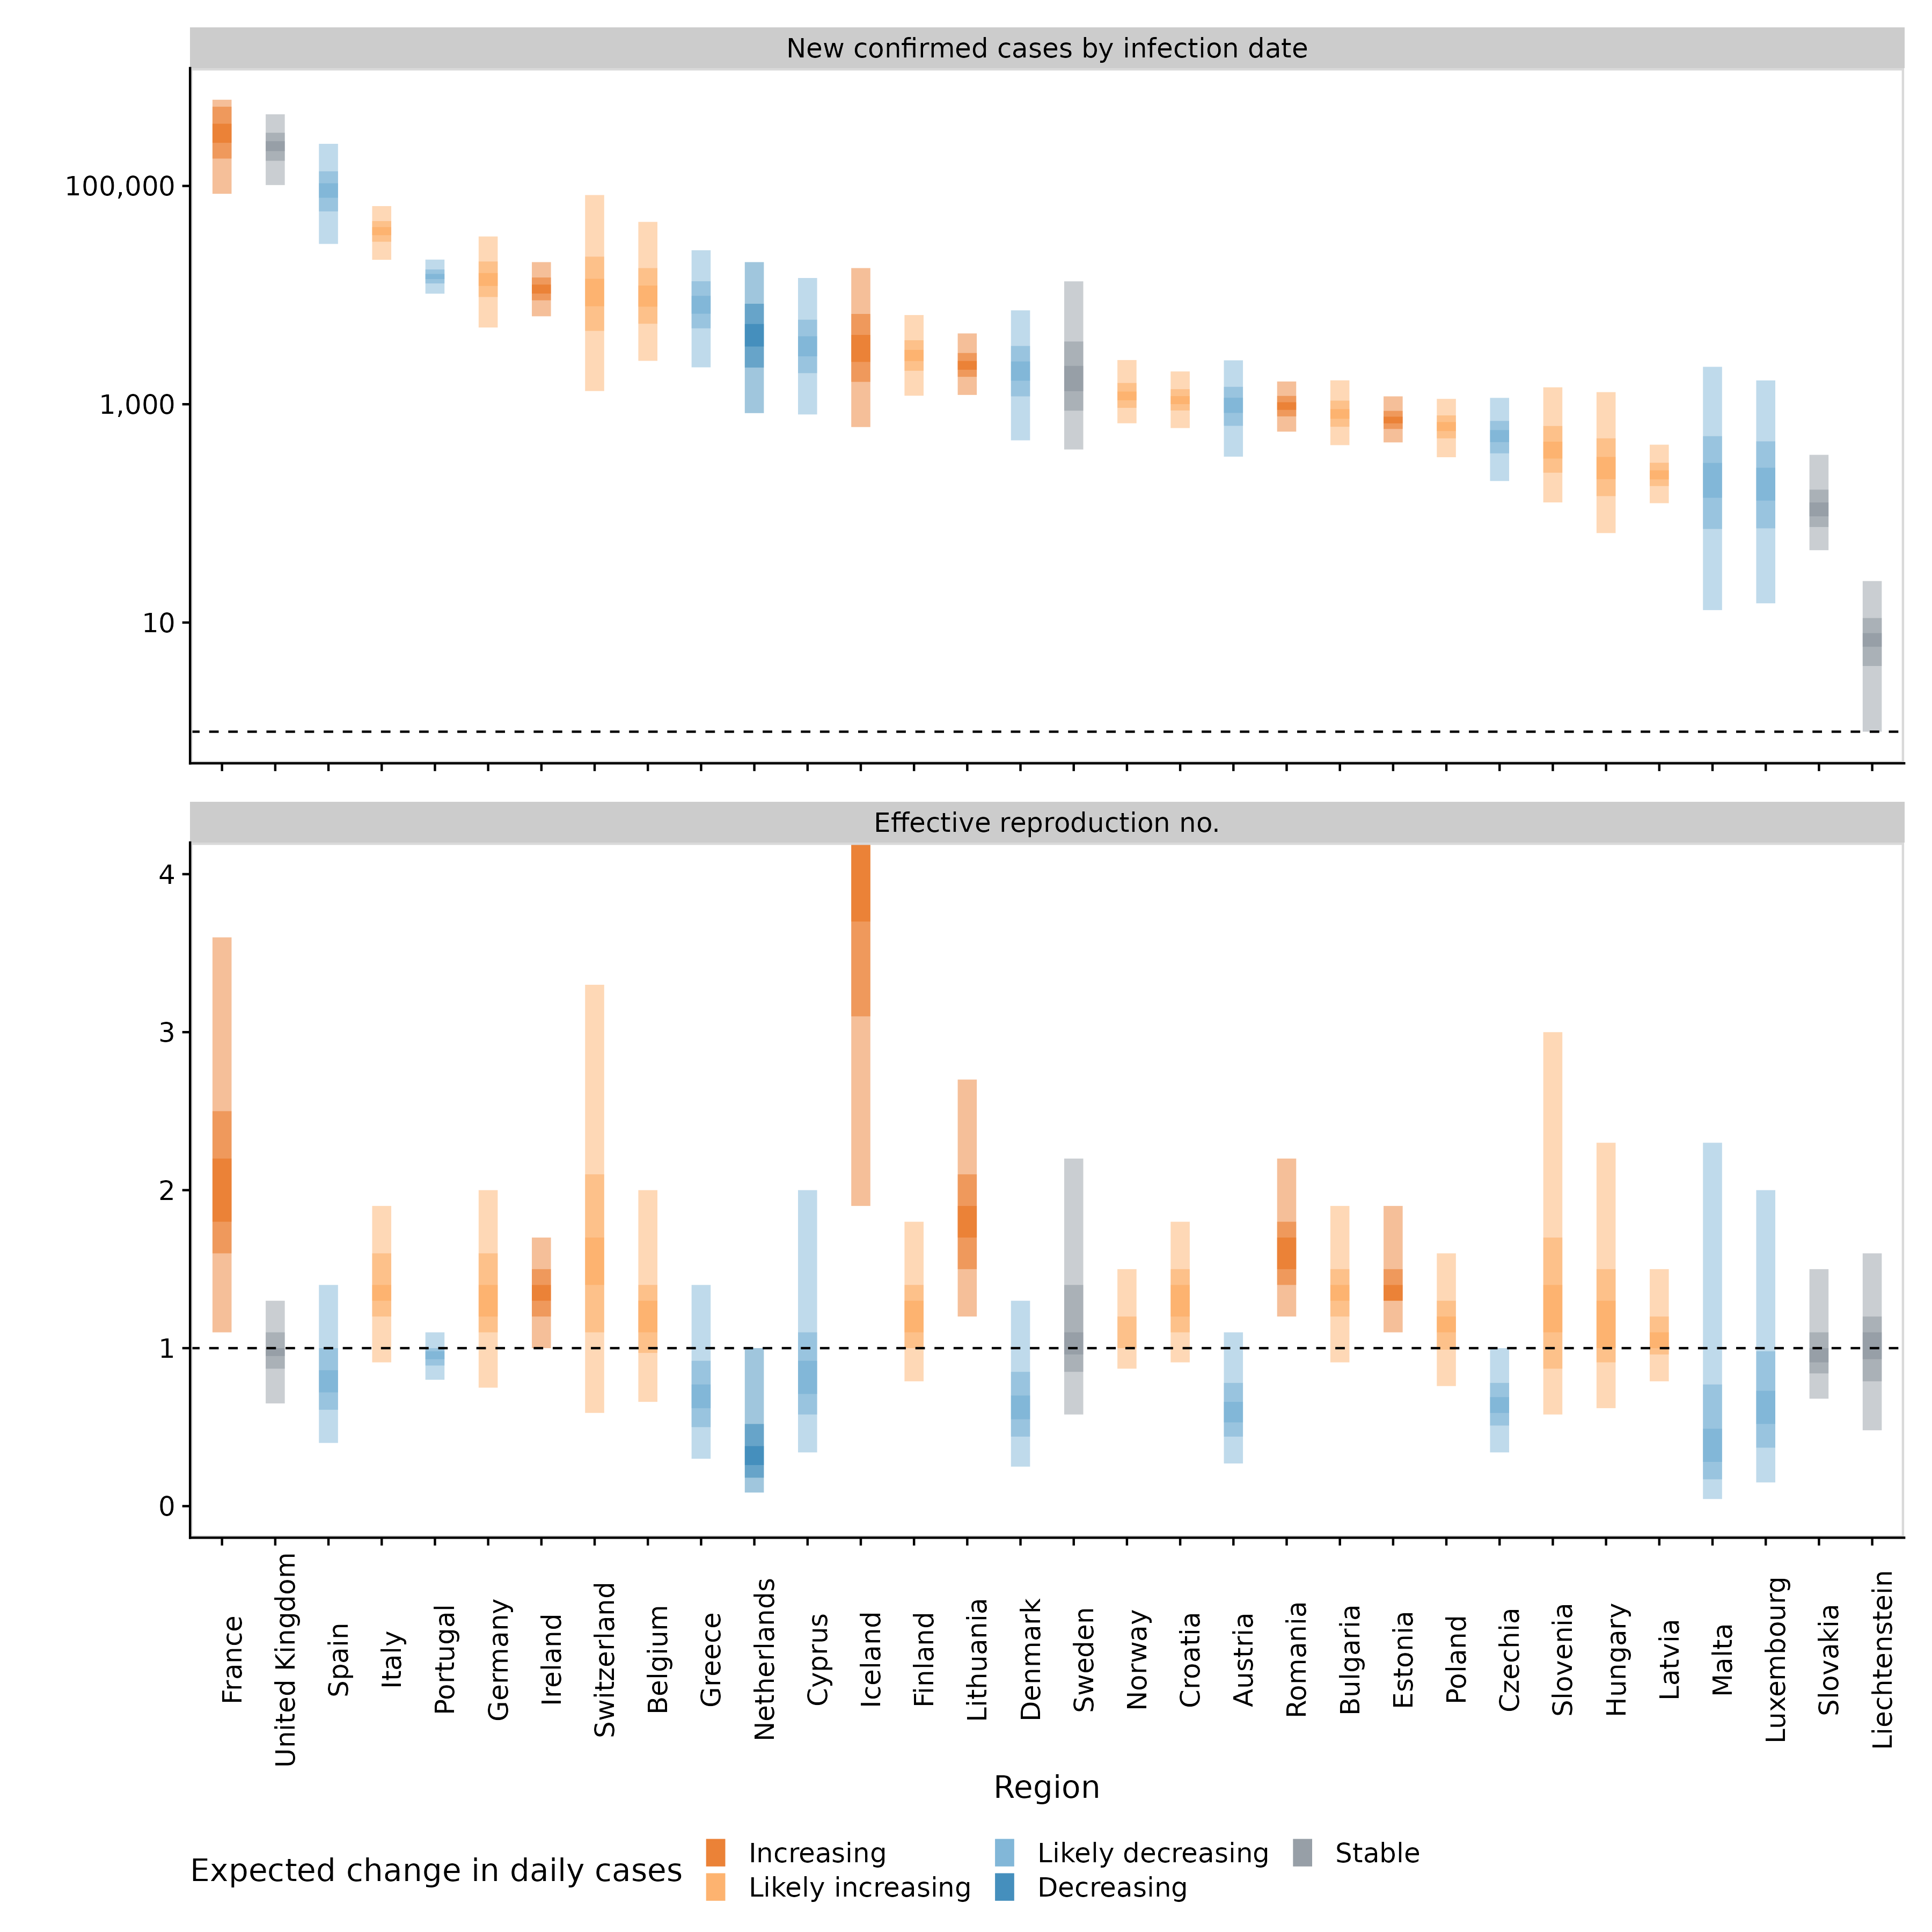 New confirmed cases by infection date
100,000
1,000
10
Effective reproduction no.
4
3
2
1
0
France
United Kingdom
Spain
Italy
Portugal
Germany
Ireland
Switzerland
Belgium
Greece
Netherlands
Cyprus
Iceland
Finland
Lithuania
Denmark
Sweden
Norway
Croatia
Austria
Romania
Bulgaria
Estonia
Poland
Czechia
Slovenia
Hungary
Latvia
Malta
Luxembourg
Slovakia
Liechtenstein
Region
Expected change in daily cases
Increasing
Likely increasing
Likely decreasing
Decreasing
Stable